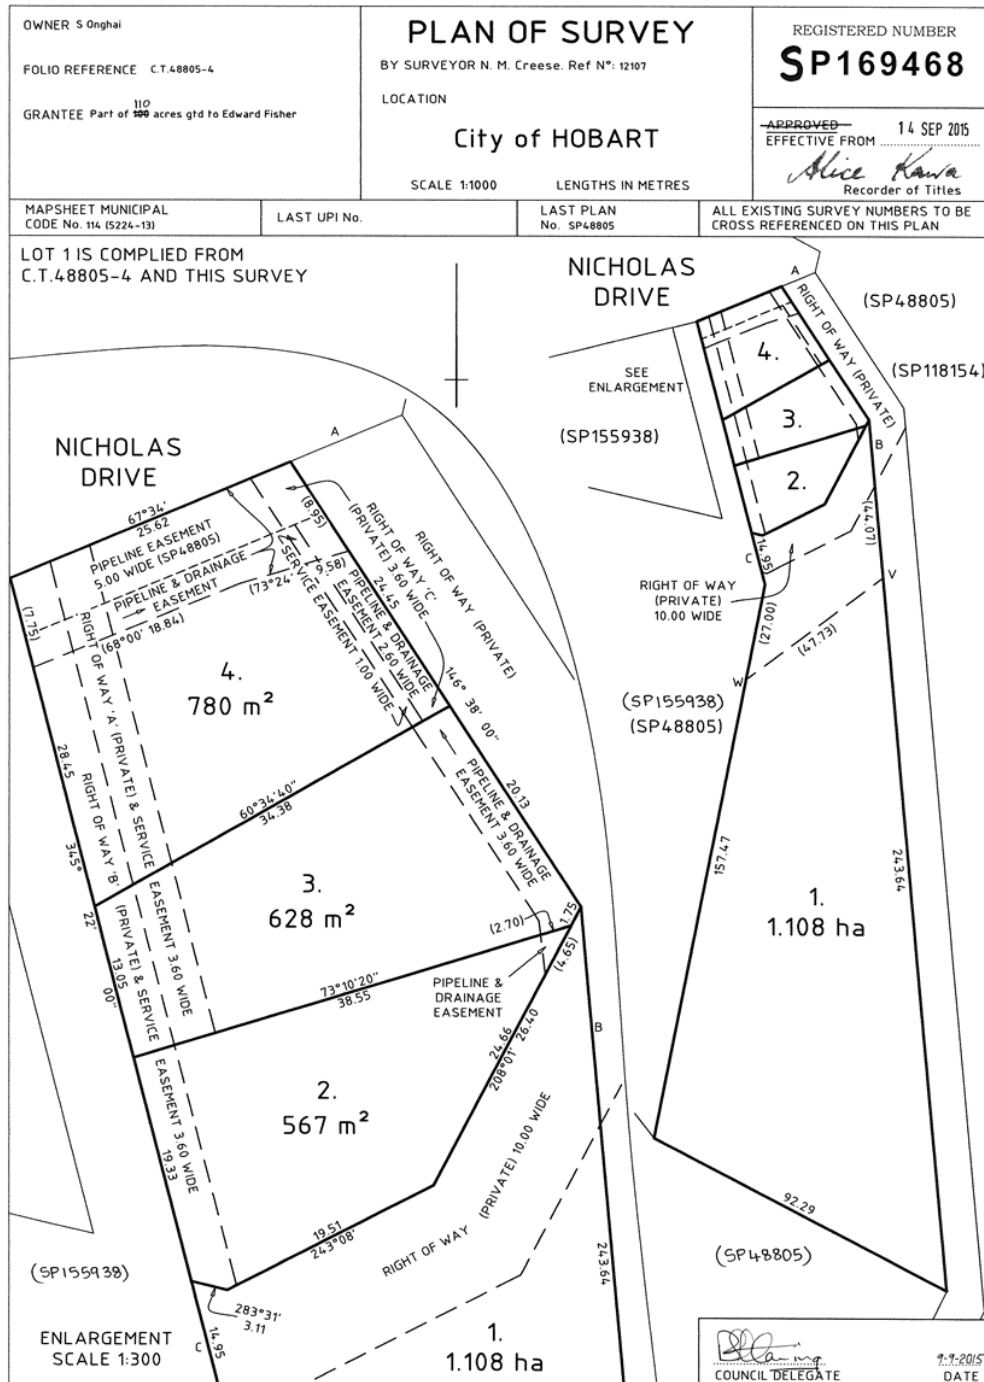 OWNER S Onghai
FOLIO REFERENCE C.T.48805-4
110
GRANTEE Part of 100 acres gtd to Edward Fisher
PLAN OF SURVEY
BY SURVEYOR N. M. Creese. Ref N°: 12107
LOCATION
City of HOBART
SCALE 1:1000 LENGTHS IN METRES
REGISTERED NUMBER
SP169468
APPROVED
EFFECTIVE FROM 14 SEP 2015
Alice Kawa
Recorder of Titles
MAPSHEET MUNICIPAL
CODE No. 114 (5224-13)
LAST UPI No.
LAST PLAN
No. SP48805
ALL EXISTING SURVEY NUMBERS TO BE
CROSS REFERENCED ON THIS PLAN
LOT 1 IS COMPLIED FROM
C.T.48805-4 AND THIS SURVEY
NICHOLAS
DRIVE
A
67°34'
25.62
PIPELINE EASEMENT
5.00 WIDE (SP48805)
PIPELINE & DRAINAGE
EASEMENT
(7.75)
(68°00' 18.84)
(73°24'
9.58)
(8.95)
RIGHT OF WAY 'C'
(PRIVATE) 3.60 WIDE
RIGHT OF WAY (PRIVATE)
SERVICE EASEMENT 1.00 WIDE
PIPELINE & DRAINAGE
EASEMENT 2.60 WIDE
24.45
146° 38' 00"
RIGHT OF WAY 'A' (PRIVATE) & SERVICE EASEMENT 3.60 WIDE
RIGHT OF WAY 'B' (PRIVATE) & SERVICE EASEMENT 3.60 WIDE
4.
780 m²
28.45
345° 22' 00"
60°34'40"
34.38
20.13
PIPELINE & DRAINAGE
EASEMENT 3.60 WIDE
3.
628 m²
13.05
73°10'20"
38.55
(2.70)
1.75
(4.65)
PIPELINE &
DRAINAGE
EASEMENT
24.66
208°01' 26.40
B
2.
567 m²
19.33
19.51
243°08'
RIGHT OF WAY (PRIVATE) 10.00 WIDE
283°31'
3.11
14.95
C
243.64
1.
1.108 ha
(SP155938)
ENLARGEMENT
SCALE 1:300
NICHOLAS
DRIVE
A
(SP48805)
RIGHT OF WAY (PRIVATE)
(SP118154)
SEE
ENLARGEMENT
(SP155938)
4.
3.
2.
B
(44.07)
14.95
C
RIGHT OF WAY
(PRIVATE)
10.00 WIDE
(27.00)
V
(47.73)
W
(SP155938)
(SP48805)
157.47
243.64
1.
1.108 ha
92.29
(SP48805)
COUNCIL DELEGATE
9-9-2015
DATE